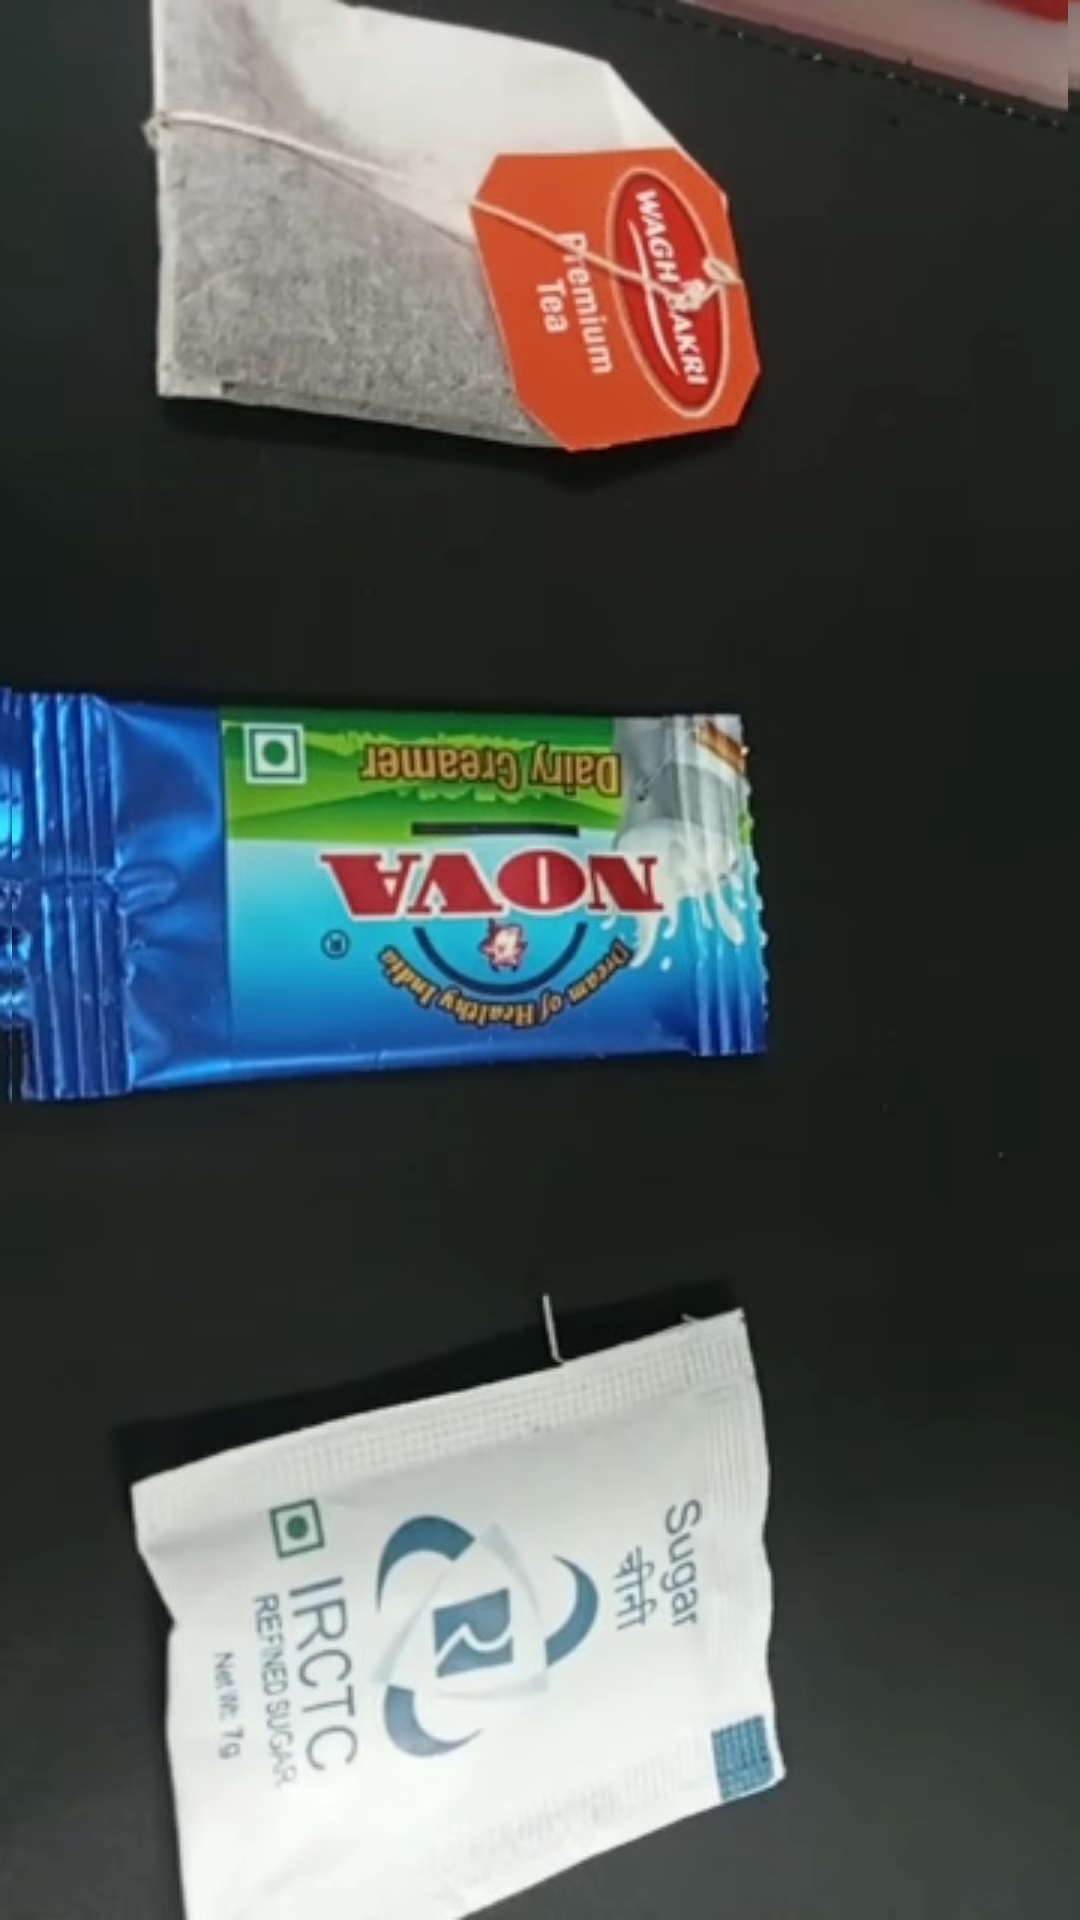 WAGH BAKRI
Premium
Tea
Dream of Healthy India
®
NOVA
Dairy Creamer
Sugar
चीनी
IRCTC
REFINED SUGAR
Net Wt: 7g